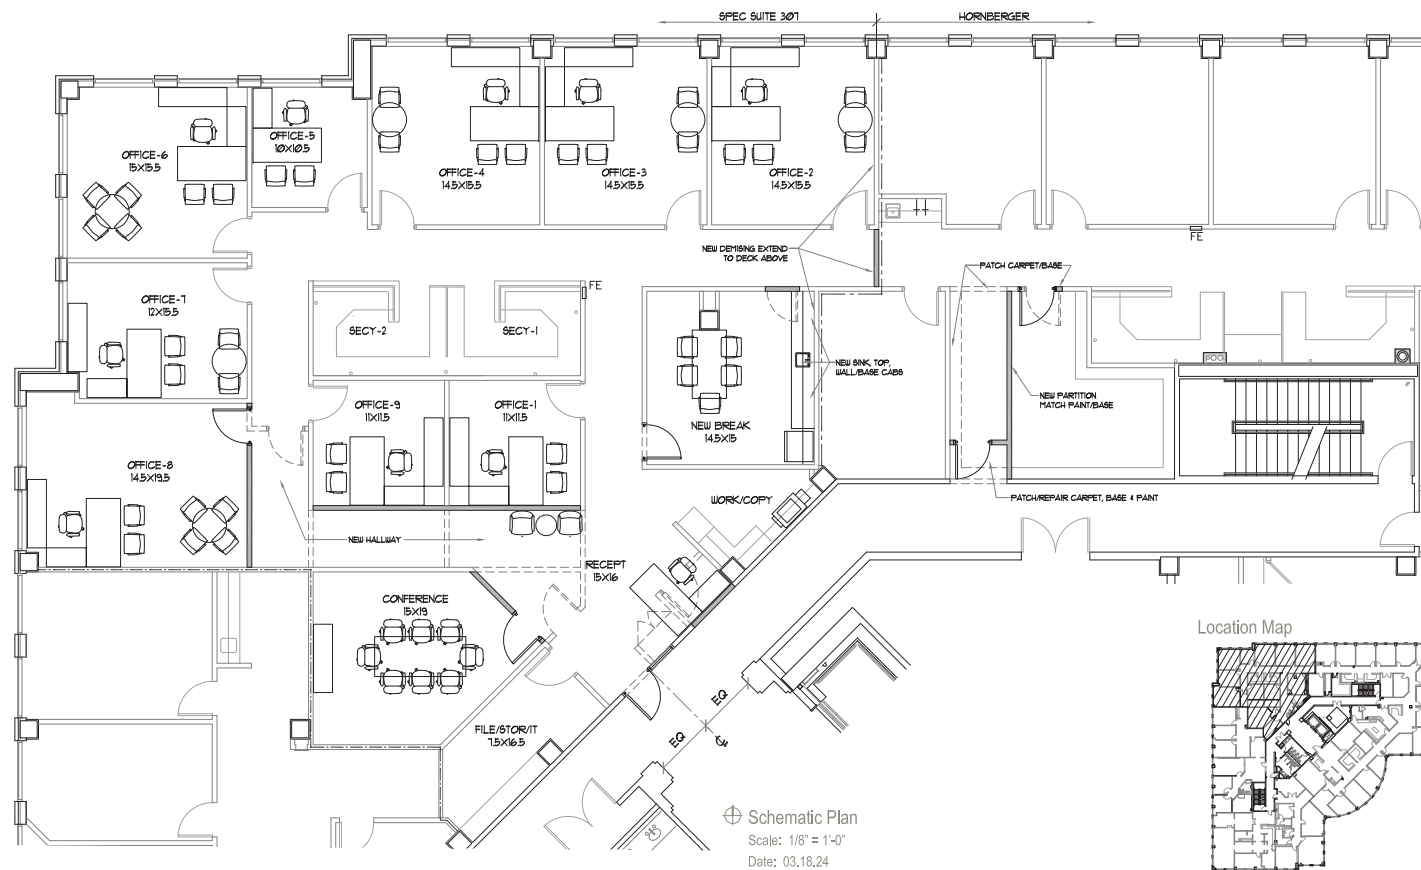 SPEC SUITE 307
HORNBERGER
OFFICE-6
15X15.5
OFFICE-5
10X10.5
OFFICE-4
14.5X15.5
OFFICE-3
14.5X15.5
OFFICE-2
14.5X15.5
FE
NEW DEMISING EXTEND
TO DECK ABOVE
PATCH CARPET/BASE
OFFICE-7
12X15.5
FE
SECY-2
SECY-1
NEW SINK, TOP,
WALL/BASE CABS
NEW PARTITION
MATCH PAINT/BASE
OFFICE-9
11X11.5
OFFICE-1
11X11.5
NEW BREAK
14.5X15
OFFICE-8
14.5X19.5
WORK/COPY
PATCH/REPAIR CARPET, BASE & PAINT
NEW HALLWAY
RECEPT
15X16
CONFERENCE
15X19
Location Map
EQ
EQ
FILE/STOR/IT
7.5X16.5
Schematic Plan
Scale: 1/8" = 1'-0"
Date: 03.18.24